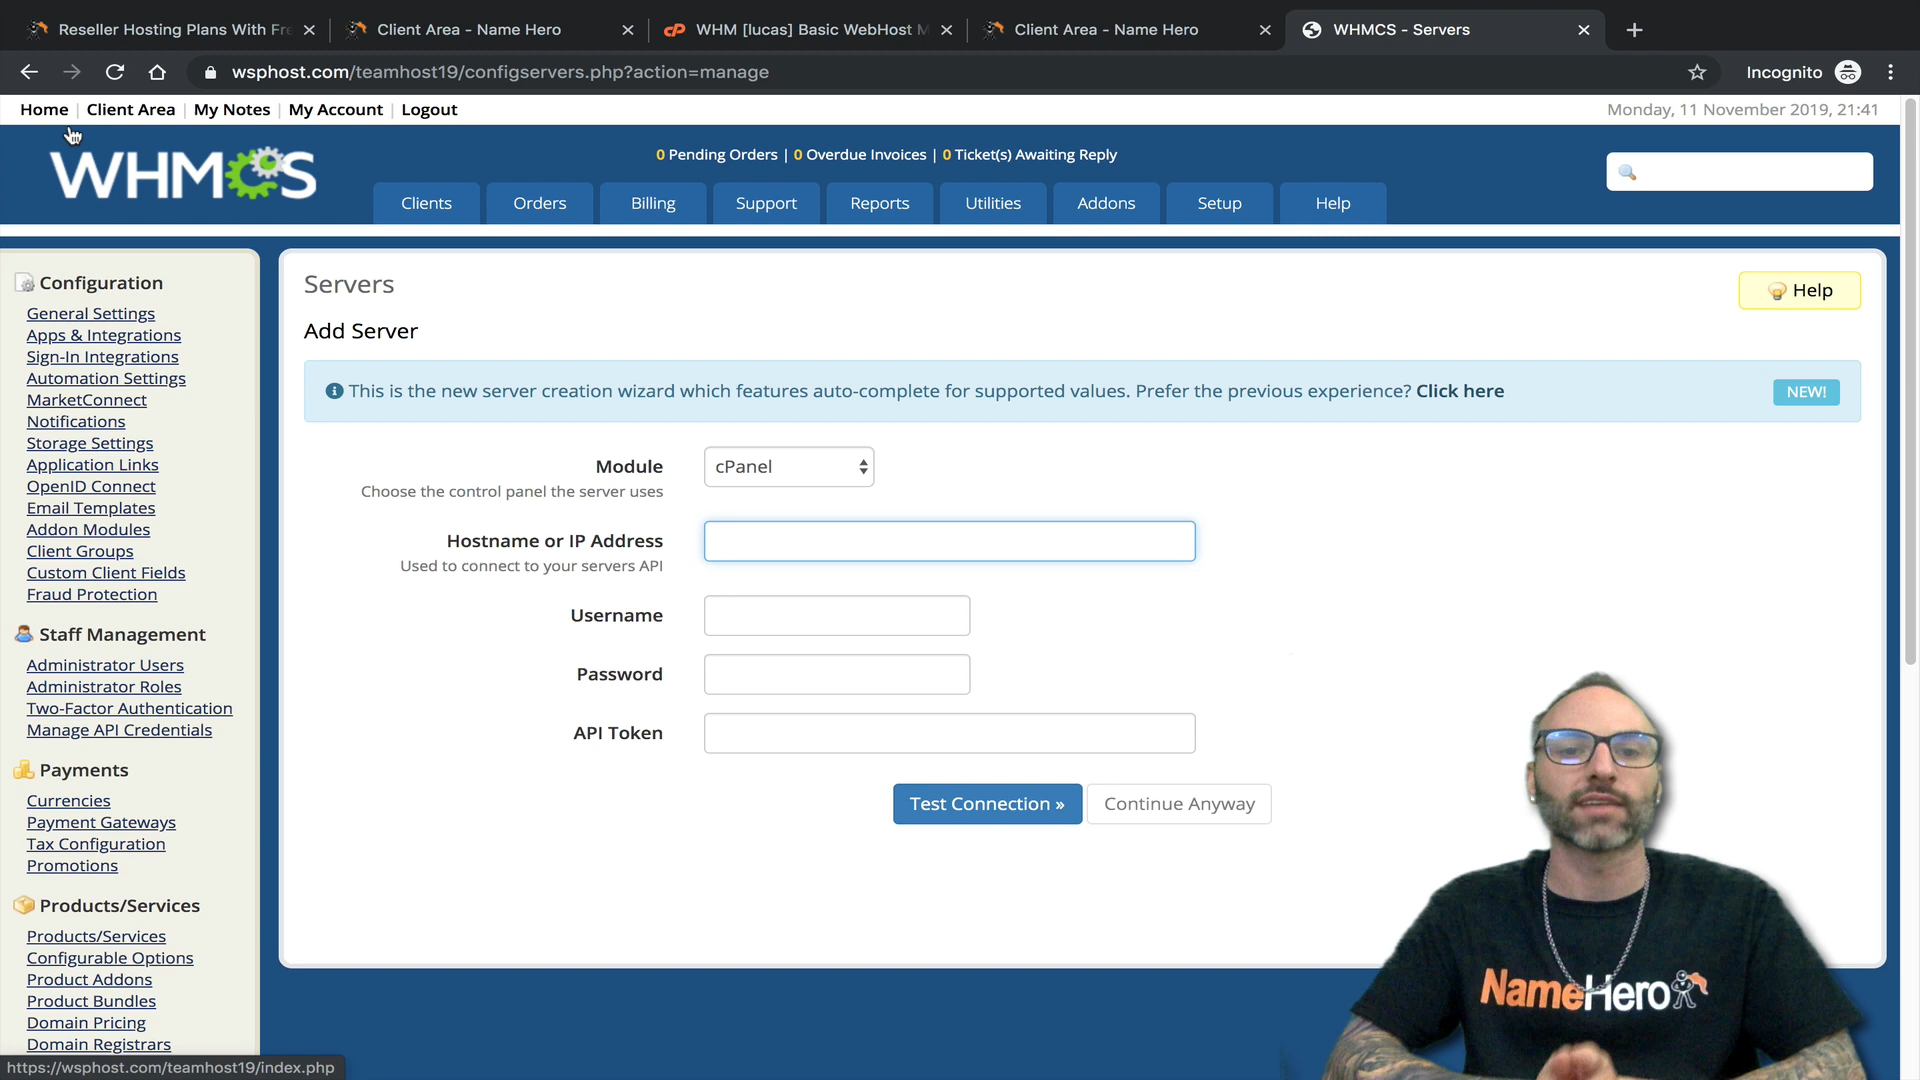 Reseller Hosting Plans With Fre
Client Area - Name Hero
cP WHM [lucas] Basic WebHost M
Client Area - Name Hero
WHMCS - Servers
wsphost.com/teamhost19/configservers.php?action=manage
Incognito
Home | Client Area | My Notes | My Account | Logout
Monday, 11 November 2019, 21:41
WHMCS
0 Pending Orders | 0 Overdue Invoices | 0 Ticket(s) Awaiting Reply
Clients Orders Billing Support Reports Utilities Addons Setup Help
Configuration
General Settings
Apps & Integrations
Sign-In Integrations
Automation Settings
MarketConnect
Notifications
Storage Settings
Application Links
OpenID Connect
Email Templates
Addon Modules
Client Groups
Custom Client Fields
Fraud Protection
Staff Management
Administrator Users
Administrator Roles
Two-Factor Authentication
Manage API Credentials
Payments
Currencies
Payment Gateways
Tax Configuration
Promotions
Products/Services
Products/Services
Configurable Options
Product Addons
Product Bundles
Domain Pricing
Domain Registrars
https://wsphost.com/teamhost19/index.php
Servers
Help
Add Server
This is the new server creation wizard which features auto-complete for supported values. Prefer the previous experience? Click here
NEW!
Module
cPanel
Choose the control panel the server uses
Hostname or IP Address
Used to connect to your servers API
Username
Password
API Token
Test Connection »
Continue Anyway
NameHero